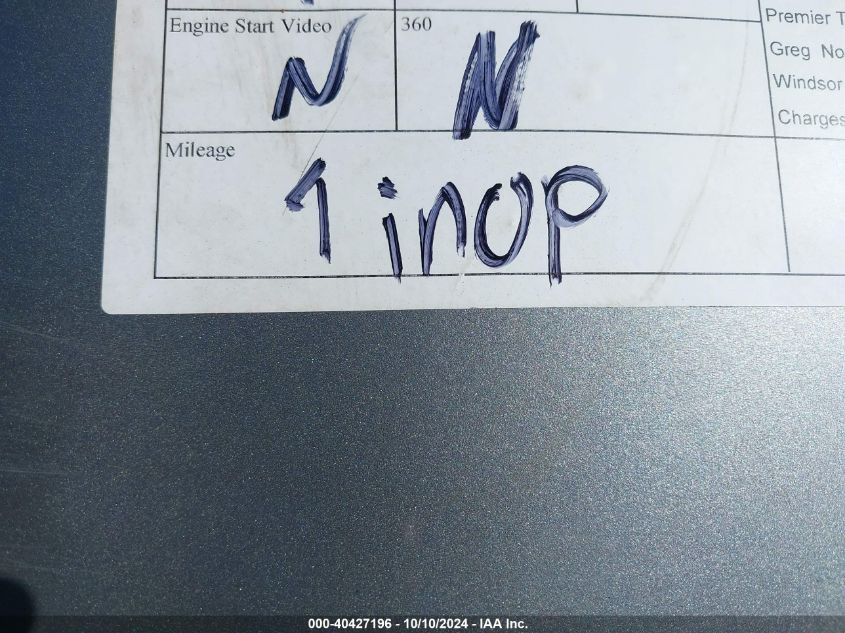 Engine Start Video
N
360
N
Premier
Greg No
Windsor
Charges
Mileage
1 inop
000-40427196 - 10/10/2024 - IAA Inc.